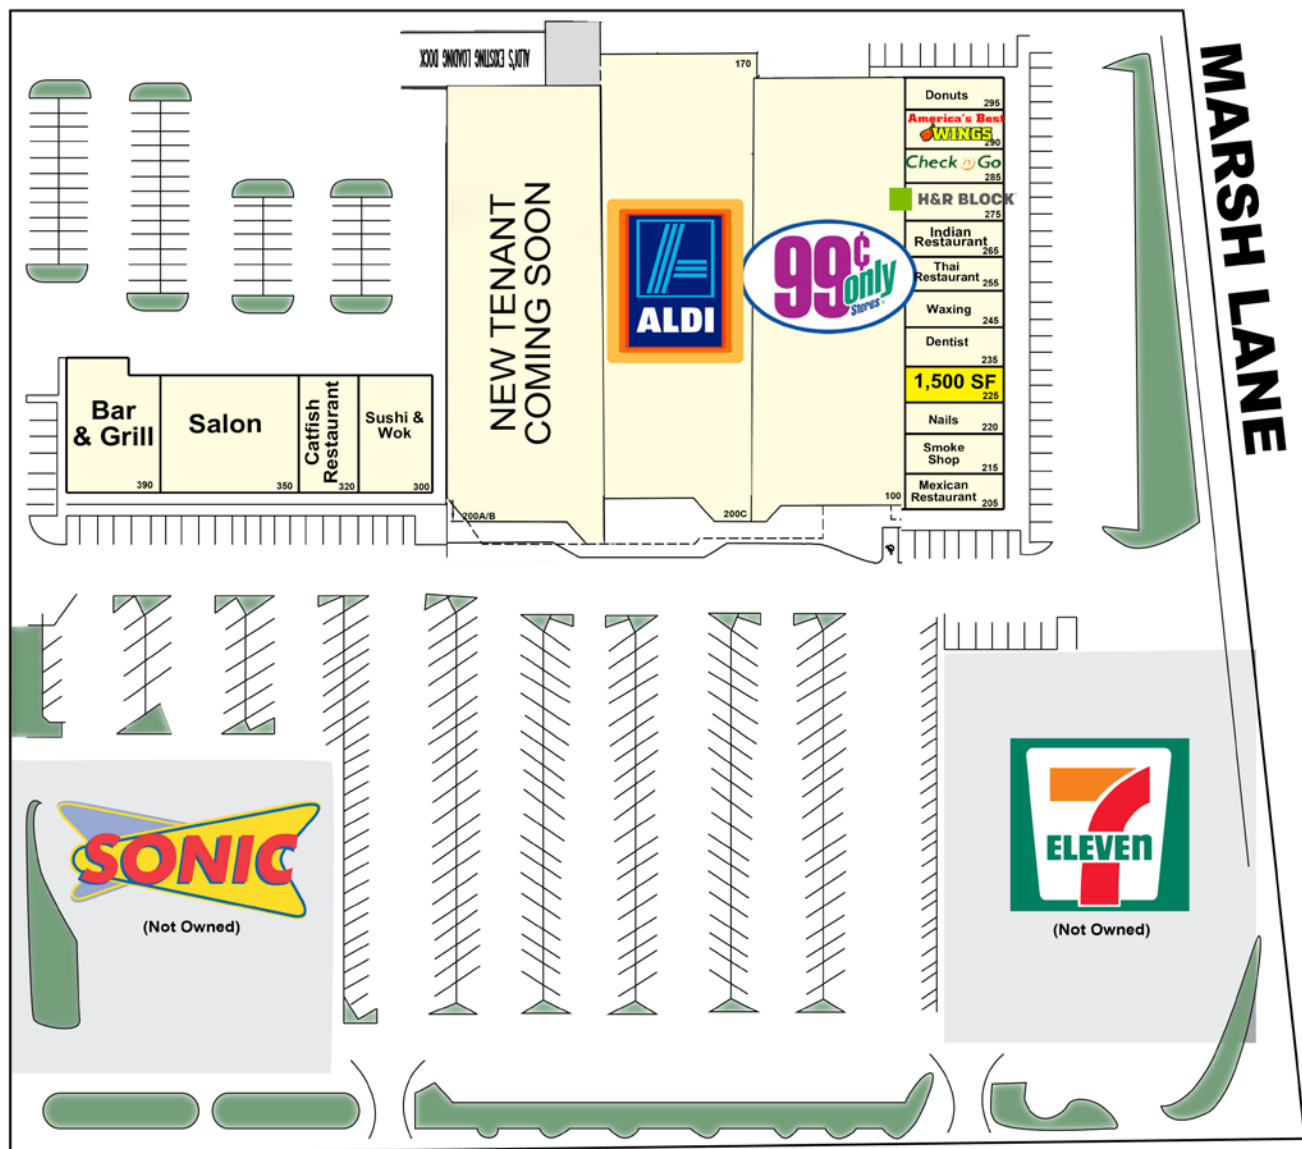 ALDI'S EXISTING LOADING DOCK
170
MARSH LANE
Donuts
295
America's Best
WINGS
290
Check n Go
285
H&R BLOCK
275
Indian
Restaurant
265
Thai
Restaurant
255
Waxing
245
Dentist
235
1,500 SF
225
Nails
220
Smoke
Shop
215
Mexican
Restaurant
205
NEW TENANT
COMING SOON
200A/B
ALDI
200C
99¢
only
Stores
100
Bar
& Grill
390
Salon
350
Catfish
Restaurant
320
Sushi &
Wok
300
SONIC
(Not Owned)
7
ELEVEn
(Not Owned)